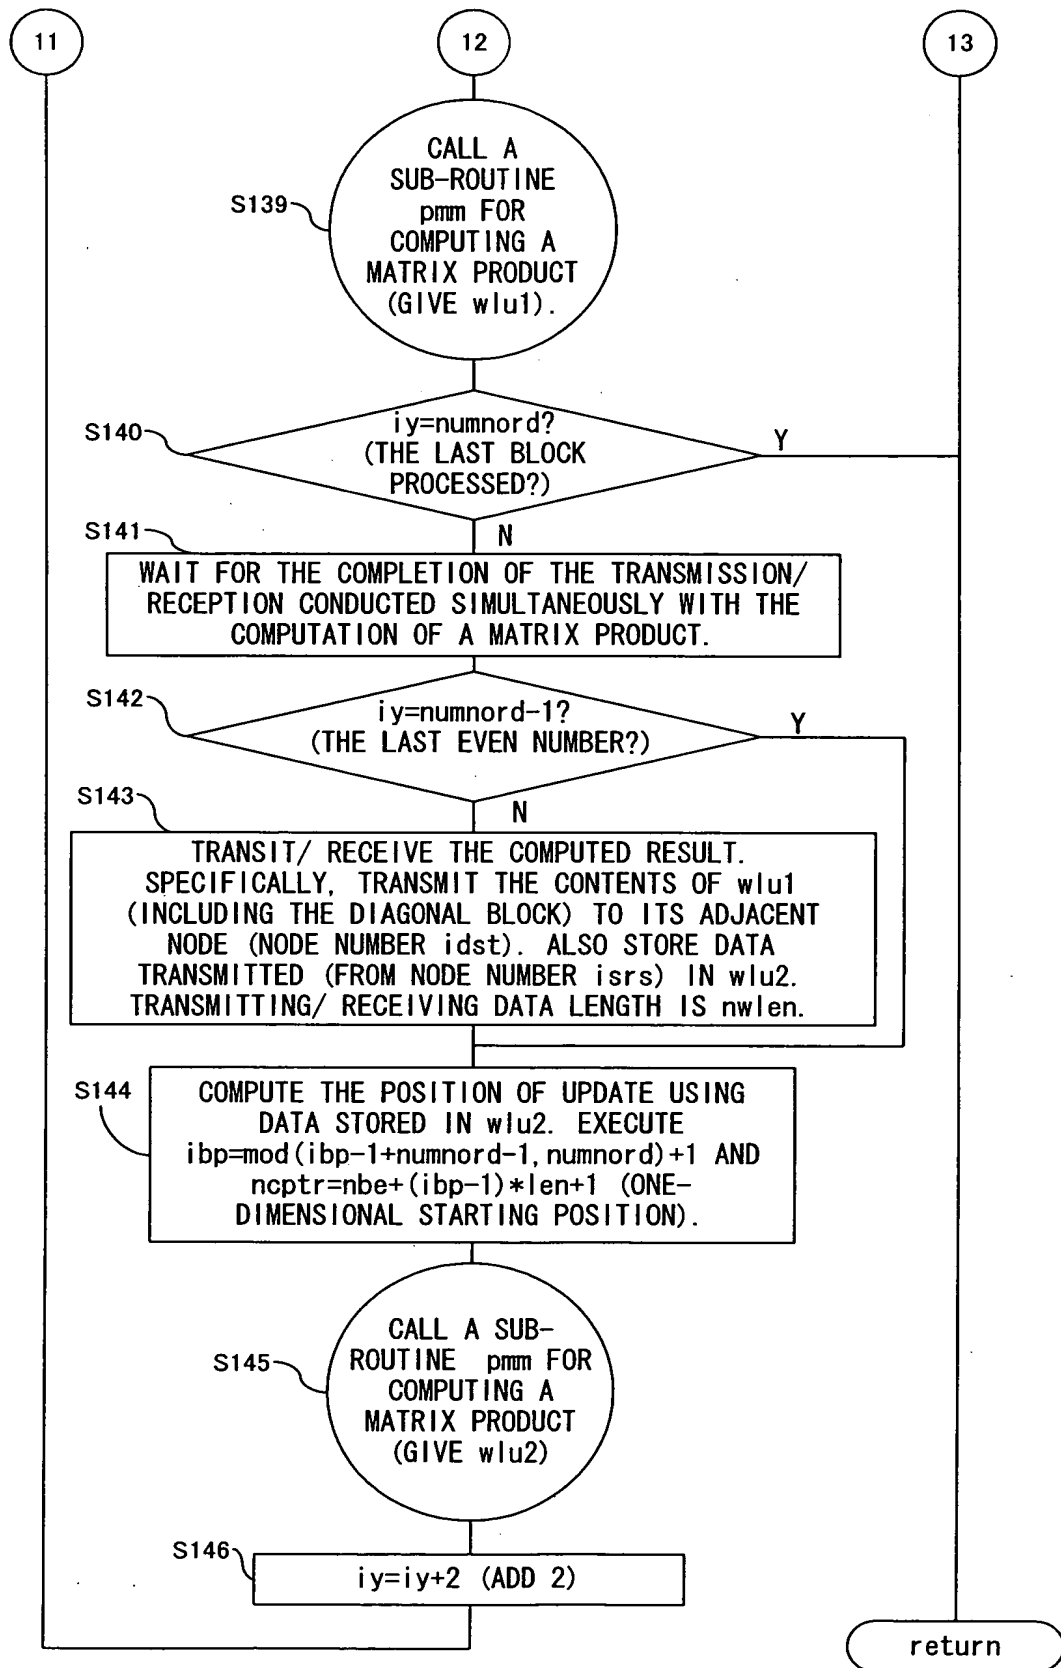 11
12
13
S139
CALL A
SUB-ROUTINE
pmm FOR
COMPUTING A
MATRIX PRODUCT
(GIVE wlu1).
S140
iy=numnord?
(THE LAST BLOCK
PROCESSED?)
Y
N
S141
WAIT FOR THE COMPLETION OF THE TRANSMISSION/
RECEPTION CONDUCTED SIMULTANEOUSLY WITH THE
COMPUTATION OF A MATRIX PRODUCT.
S142
iy=numnord-1?
(THE LAST EVEN NUMBER?)
Y
N
S143
TRANSIT/ RECEIVE THE COMPUTED RESULT.
SPECIFICALLY, TRANSMIT THE CONTENTS OF wlu1
(INCLUDING THE DIAGONAL BLOCK) TO ITS ADJACENT
NODE (NODE NUMBER idst). ALSO STORE DATA
TRANSMITTED (FROM NODE NUMBER isrs) IN wlu2.
TRANSMITTING/ RECEIVING DATA LENGTH IS nwlen.
S144
COMPUTE THE POSITION OF UPDATE USING
DATA STORED IN wlu2. EXECUTE
ibp=mod(ibp-1+numnord-1,numnord)+1 AND
ncptr=nbe+(ibp-1)*len+1 (ONE-
DIMENSIONAL STARTING POSITION).
S145
CALL A SUB-
ROUTINE pmm FOR
COMPUTING A
MATRIX PRODUCT
(GIVE wlu2)
S146
iy=iy+2 (ADD 2)
return